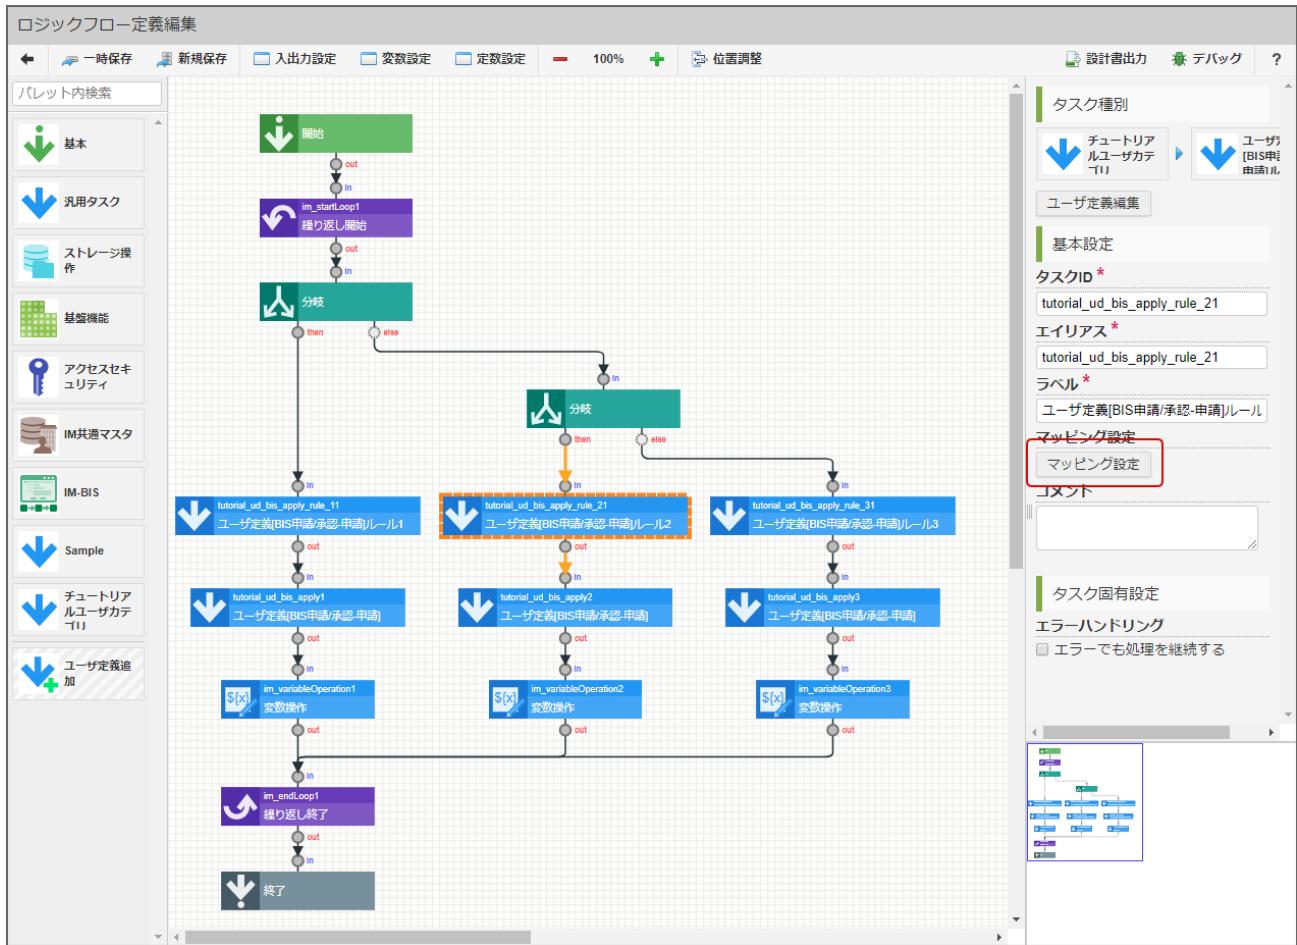 ロジックフロー定義編集
一時保存
新規保存
入出力設定
変数設定
定数設定
100%
位置調整
設計書出力
デバッグ
?
パレット内検索
基本
汎用タスク
ストレージ操
作
基盤機能
アクセスセキ
ュリティ
IM共通マスタ
IM-BIS
Sample
チュートリア
ルユーザカテ
ゴリ
ユーザ定義追
加
開始
out
in
im_startLoop1
繰り返し開始
out
in
分岐
then
else
in
分岐
then
else
in
in
in
tutorial_ud_bis_apply_rule_11
ユーザ定義[BIS申請/承認-申請]ルール1
tutorial_ud_bis_apply_rule_21
ユーザ定義[BIS申請/承認-申請]ルール2
tutorial_ud_bis_apply_rule_31
ユーザ定義[BIS申請/承認-申請]ルール3
out
out
out
in
in
in
tutorial_ud_bis_apply1
ユーザ定義[BIS申請/承認-申請]
tutorial_ud_bis_apply2
ユーザ定義[BIS申請/承認-申請]
tutorial_ud_bis_apply3
ユーザ定義[BIS申請/承認-申請]
out
out
out
in
in
in
${x}
im_variableOperation1
変数操作
${x}
im_variableOperation2
変数操作
${x}
im_variableOperation3
変数操作
out
out
out
in
im_endLoop1
繰り返し終了
out
in
終了
タスク種別
チュートリア
ルユーザカテ
ゴリ
ユーザ定
[BIS申請
申請]ル
ユーザ定義編集
基本設定
タスクID *
tutorial_ud_bis_apply_rule_21
エイリアス *
tutorial_ud_bis_apply_rule_21
ラベル *
ユーザ定義[BIS申請/承認-申請]ルール
マッピング設定
マッピング設定
コメント
タスク固有設定
エラーハンドリング
エラーでも処理を継続する